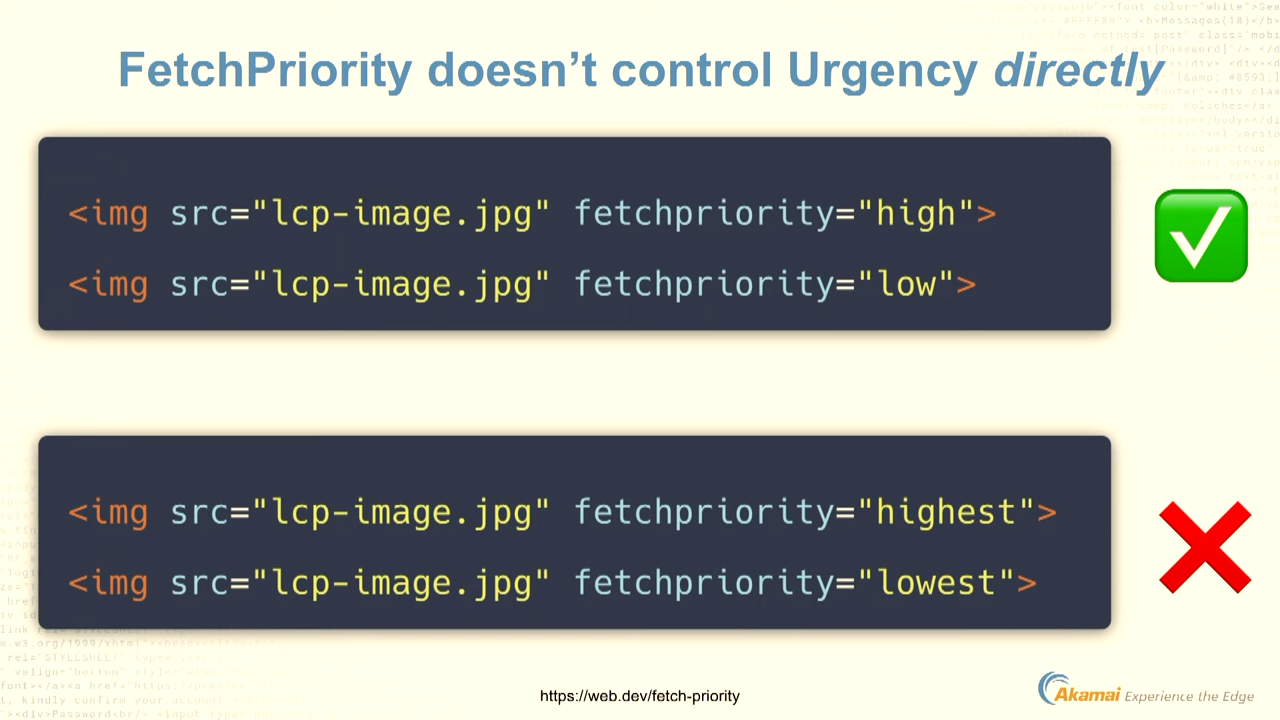 FetchPriority doesn’t control Urgency directly
<img src="lcp-image.jpg" fetchpriority="high">
<img src="lcp-image.jpg" fetchpriority="low">
<img src="lcp-image.jpg" fetchpriority="highest">
<img src="lcp-image.jpg" fetchpriority="lowest">
https://web.dev/fetch-priority
Akamai Experience the Edge